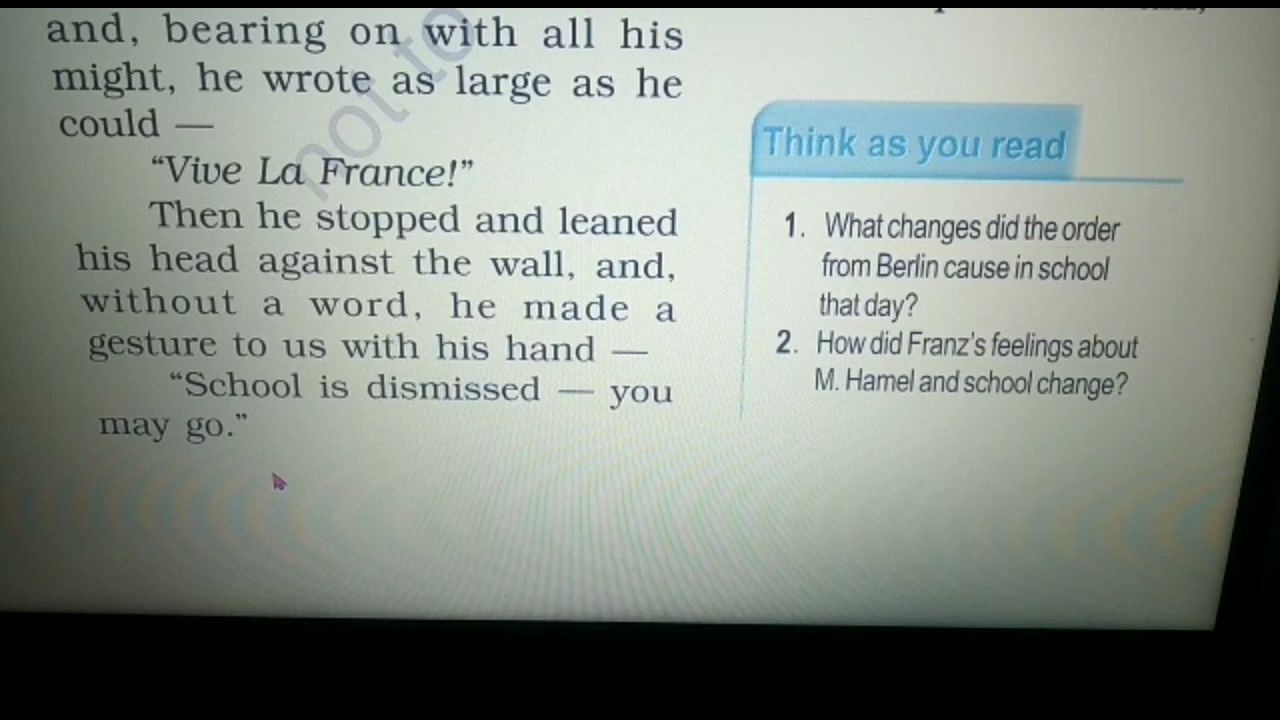 and, bearing on with all his
might, he wrote as large as he
could —
"Vive La France!"
Then he stopped and leaned
his head against the wall, and,
without a word, he made a
gesture to us with his hand —
"School is dismissed — you
may go."
not to
Think as you read
1. What changes did the order
from Berlin cause in school
that day?
2. How did Franz's feelings about
M. Hamel and school change?